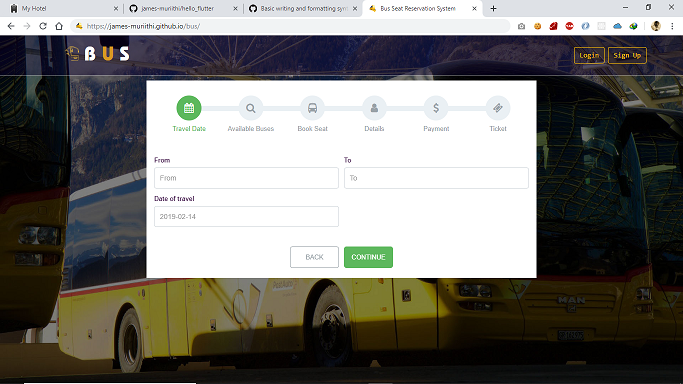 My Hotel
james-muriithi/hello_flutter
Basic writing and formatting syn
Bus Seat Reservation System
https://james-muriithi.github.io/bus/
BUS
Login
Sign Up
Travel Date
Available Buses
Book Seat
Details
Payment
Ticket
From
To
From
To
Date of travel
2019-02-14
BACK
CONTINUE
MAN